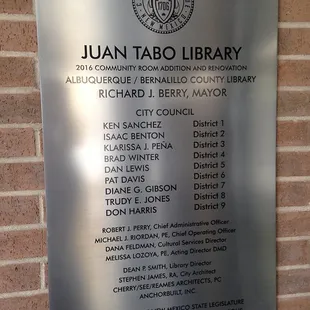 1706
JUAN TABO LIBRARY
2016 COMMUNITY ROOM ADDITION AND RENOVATION
ALBUQUERQUE / BERNALILLO COUNTY LIBRARY
RICHARD J. BERRY, MAYOR
CITY COUNCIL
KEN SANCHEZ District 1
ISAAC BENTON District 2
KLARISSA J. PEÑA District 3
BRAD WINTER District 4
DAN LEWIS District 5
PAT DAVIS District 6
DIANE G. GIBSON District 7
TRUDY E. JONES District 8
DON HARRIS District 9
ROBERT J. PERRY, Chief Administrative Officer
MICHAEL J. RIORDAN, PE, Chief Operating Officer
DANA FELDMAN, Cultural Services Director
MELISSA LOZOYA, PE, Acting Director DMD
DEAN P. SMITH, Library Director
STEPHEN JAMES, RA, City Architect
CHERRY/SEE/REAMES ARCHITECTS, PC
ANCHORBUILT, INC.
MEXICO STATE LEGISLATURE